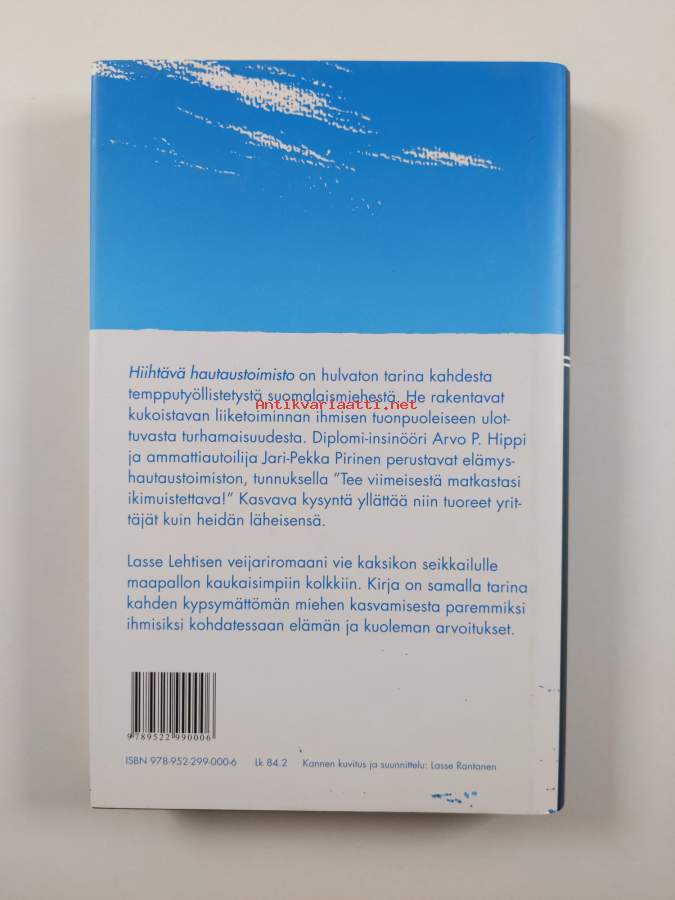 Hiihtävä hautaustoimisto on hulvaton tarina kahdesta
tempputyöllistetystä suomalaismiehestä. He rakentavat
Antikvariaatti.net
kukoistavan liiketoiminnan ihmisen tuonpuoleiseen ulot-
tuvasta turhamaisuudesta. Diplomi-insinööri Arvo P. Hippi
ja ammattiautoilija Jari-Pekka Pirinen perustavat elämys-
hautaustoimiston, tunnuksella ”Tee viimeisestä matkastasi
ikimuistettava!” Kasvava kysyntä yllättää niin tuoreet yrit-
täjät kuin heidän läheisensä.
Lasse Lehtisen veijariromaani vie kaksikon seikkailulle
maapallon kaukaisimpiin kolkkiin. Kirja on samalla tarina
kahden kypsymättömän miehen kasvamisesta paremmiksi
ihmisiksi kohdatessaan elämän ja kuoleman arvoitukset.
9 789522 990006
ISBN 978-952-299-000-6 Lk 84.2 Kannen kuvitus ja suunnittelu: Lasse Rantanen